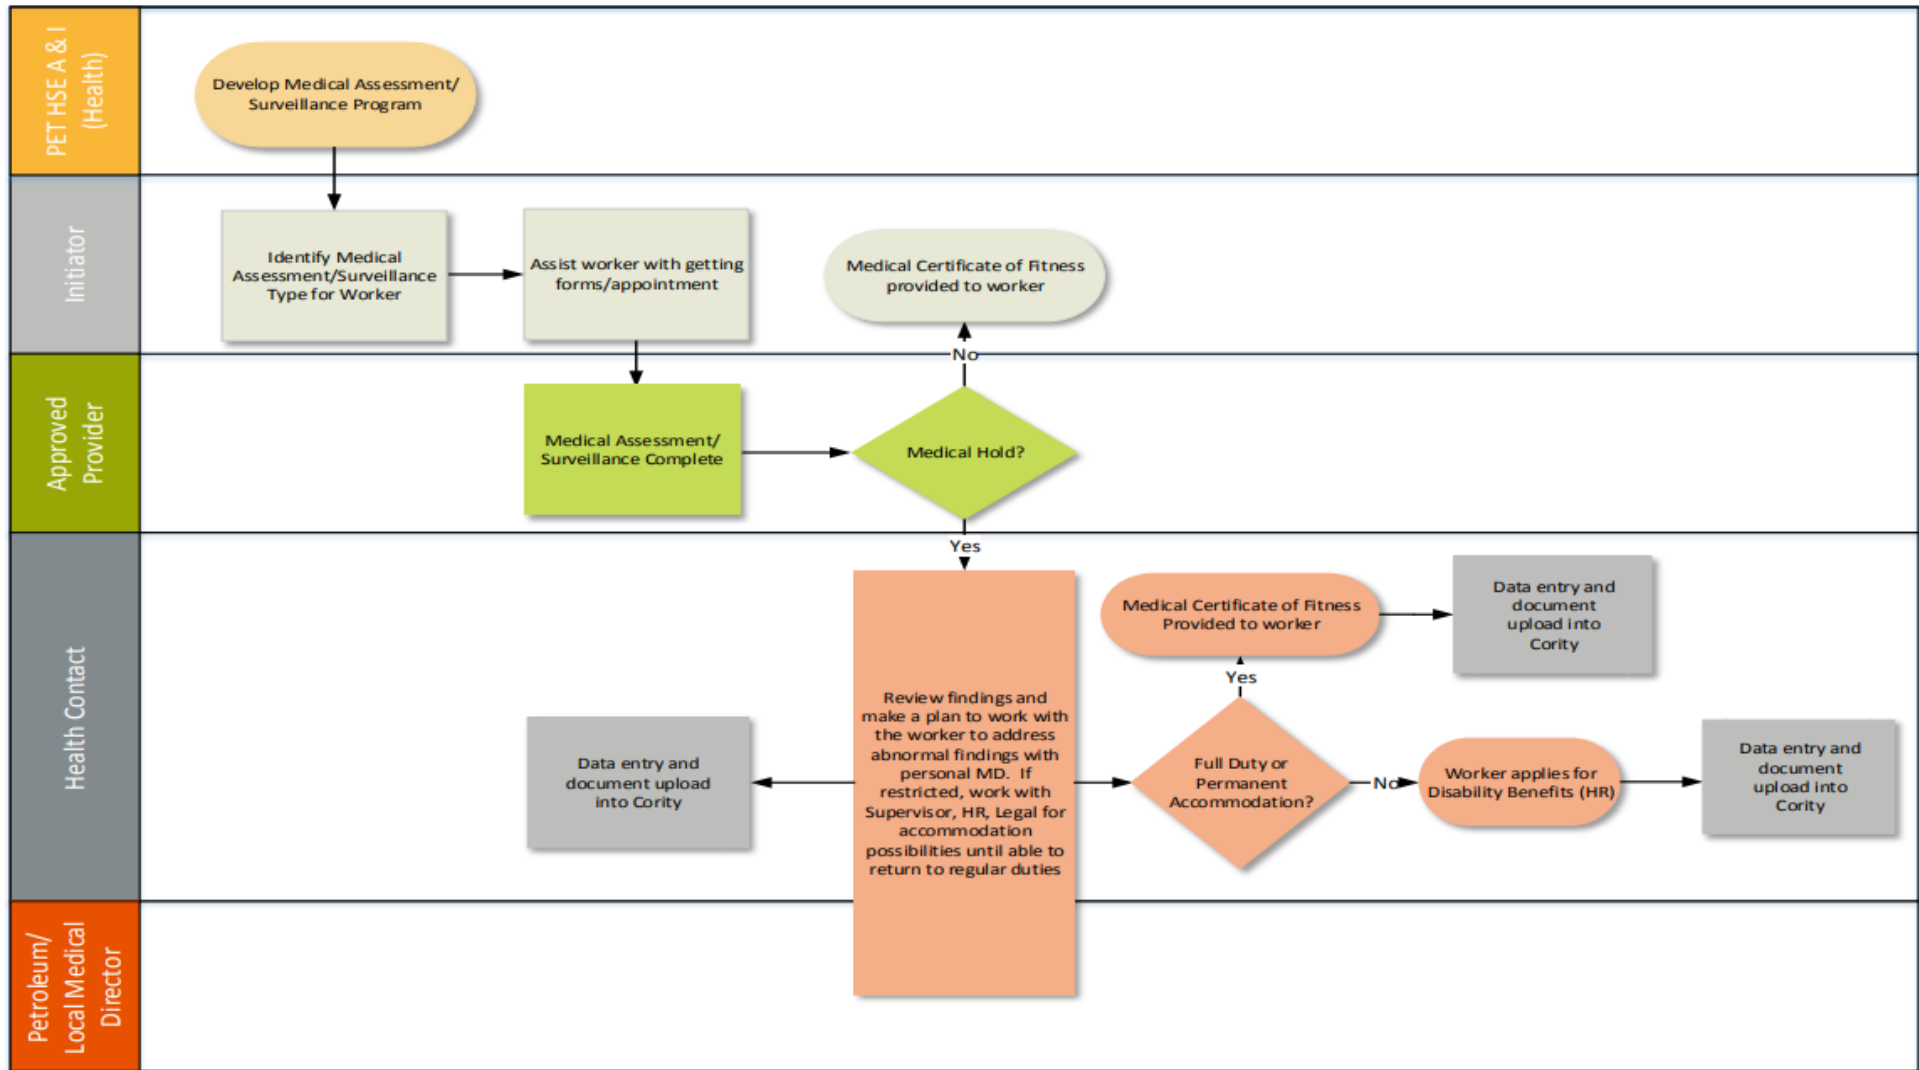 PET HSE A & I
(Health)
Develop Medical Assessment/
Surveillance Program
Initiator
Identify Medical
Assessment/Surveillance
Type for Worker
Assist worker with getting
forms/appointment
Medical Certificate of Fitness
provided to worker
No
Approved
Provider
Medical Assessment/
Surveillance Complete
Medical Hold?
Yes
Health Contact
Data entry and
document upload
into Cority
Review findings and
make a plan to work with
the worker to address
abnormal findings with
personal MD. If
restricted, work with
Supervisor, HR, Legal for
accommodation
possibilities until able to
return to regular duties
Medical Certificate of Fitness
Provided to worker
Data entry and
document
upload into
Cority
Yes
Full Duty or
Permanent
Accommodation?
No
Worker applies for
Disability Benefits (HR)
Data entry and
document
upload into
Cority
Petroleum/
Local Medical
Director